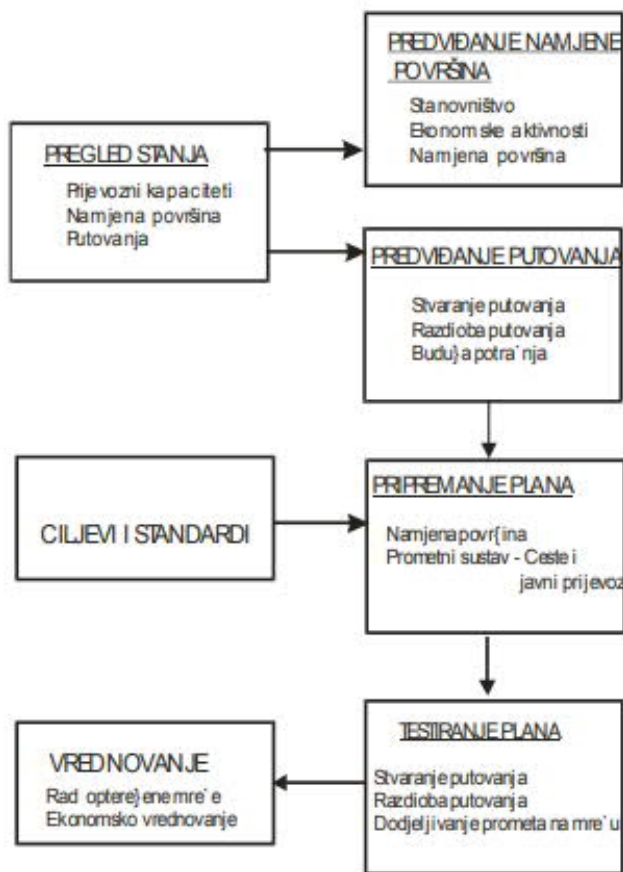 PREDVIĐANJE NAMJENE
POVRŠINA
Stanovništvo
Ekonomske aktivnosti
Namjena površina
PREGLED STANJA
Prijevozni kapaciteti
Namjena površina
Putovanja
PREDVIĐANJE PUTOVANJA
Stvaranje putovanja
Razdioba putovanja
Budu}a potra`nja
CILJEVI I STANDARDI
PRIPREMANJE PLANA
Namjena povr{ina
Prometni sustav - Ceste i
javni prijevoz
TESTIRANJE PLANA
Stvaranje putovanja
Razdioba putovanja
Dodjeljivanje prometa na mre`u
VREDNOVANJE
Rad optere}ene mre`e
Ekonomsko vrednovanje